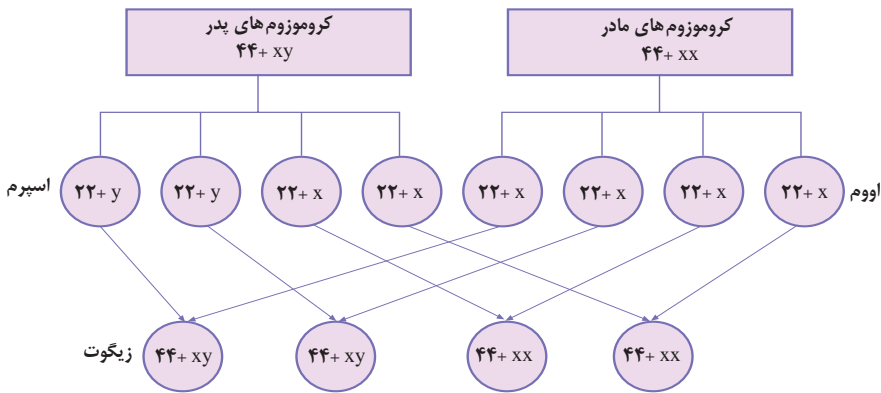 کروموزوم‌های مادر
۴۴+ xx
کروموزوم‌های پدر
۴۴+ xy
اووم
۲۲+ x
۲۲+ x
۲۲+ x
۲۲+ x
۲۲+ x
۲۲+ x
۲۲+ y
۲۲+ y
اسپرم
۴۴+ xx
۴۴+ xx
۴۴+ xy
۴۴+ xy
زیگوت